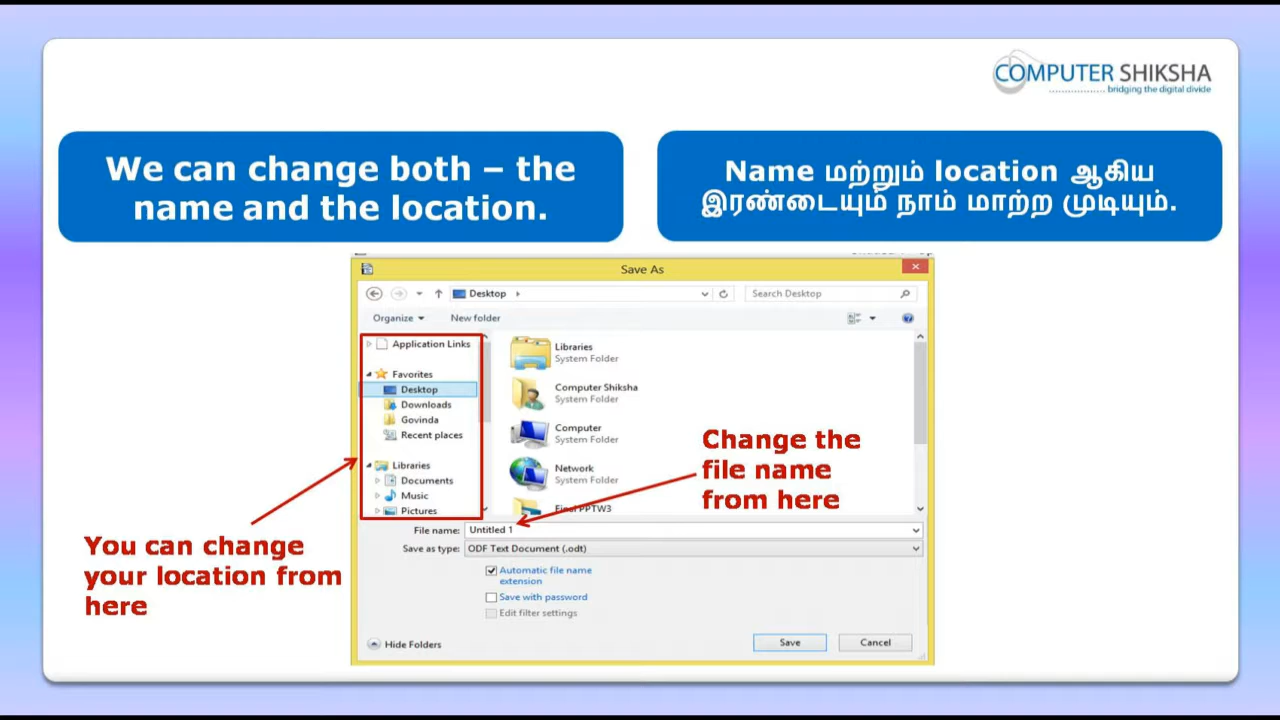 COMPUTER SHIKSHA
bridging the digital divide
We can change both – the
name and the location.
Name மற்றும் location ஆகிய
இரண்டையும் நாம் மாற்ற முடியும்.
Save As
Desktop
Search Desktop
Organize
New folder
Application Links
Favorites
Desktop
Downloads
Govinda
Recent places
Libraries
Documents
Music
Pictures
Libraries
System Folder
Computer Shiksha
System Folder
Computer
System Folder
Network
System Folder
Final PPTW3
Change the
file name
from here
You can change
your location from
here
File name: Untitled 1
Save as type: ODF Text Document (.odt)
Automatic file name
extension
Save with password
Edit filter settings
Hide Folders
Save
Cancel